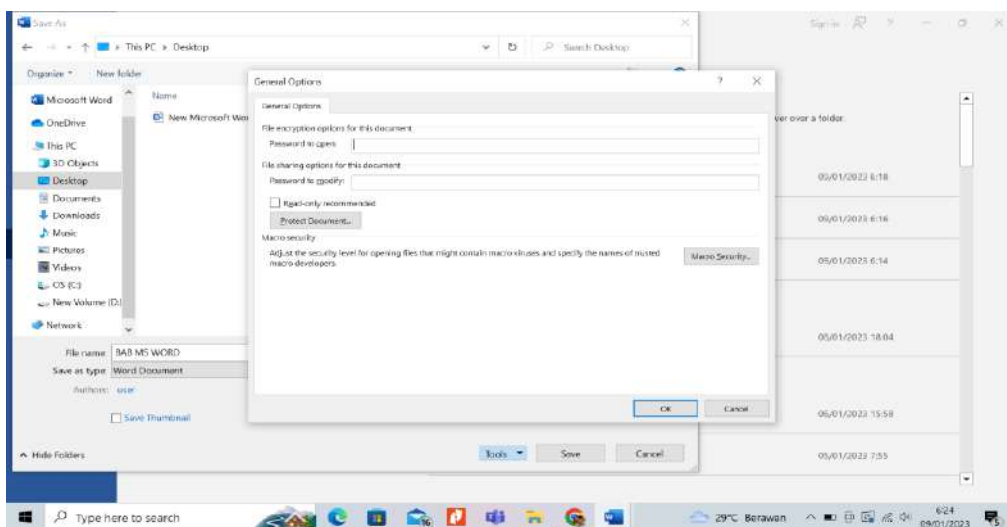 Save As
Sign in
This PC > Desktop
Search Desktop
Organize
New folder
General Options
Microsoft Word
OneDrive
This PC
3D Objects
Desktop
Documents
Downloads
Music
Pictures
Videos
OS (C:)
New Volume (D:)
Network
Name
New Microsoft Wor
General Options
File encryption options for this document
Password to open:
File sharing options for this document
Password to modify:
Read-only recommended
Protect Document...
Macro security
Adjust the security level for opening files that might contain macro viruses and specify the names of trusted
macro developers.
Macro Security...
OK
Cancel
ver over a folder.
09/01/2023 6:18
09/01/2023 6:16
09/01/2023 6:14
18:04
06/01/2023 15:58
05/01/2023 7:55
File name: BAB MS WORD
Save as type: Word Document
Authors: user
Save Thumbnail
Hide Folders
Tools
Save
Cancel
Type here to search
16
29°C Berawan
6:24
09/01/2023